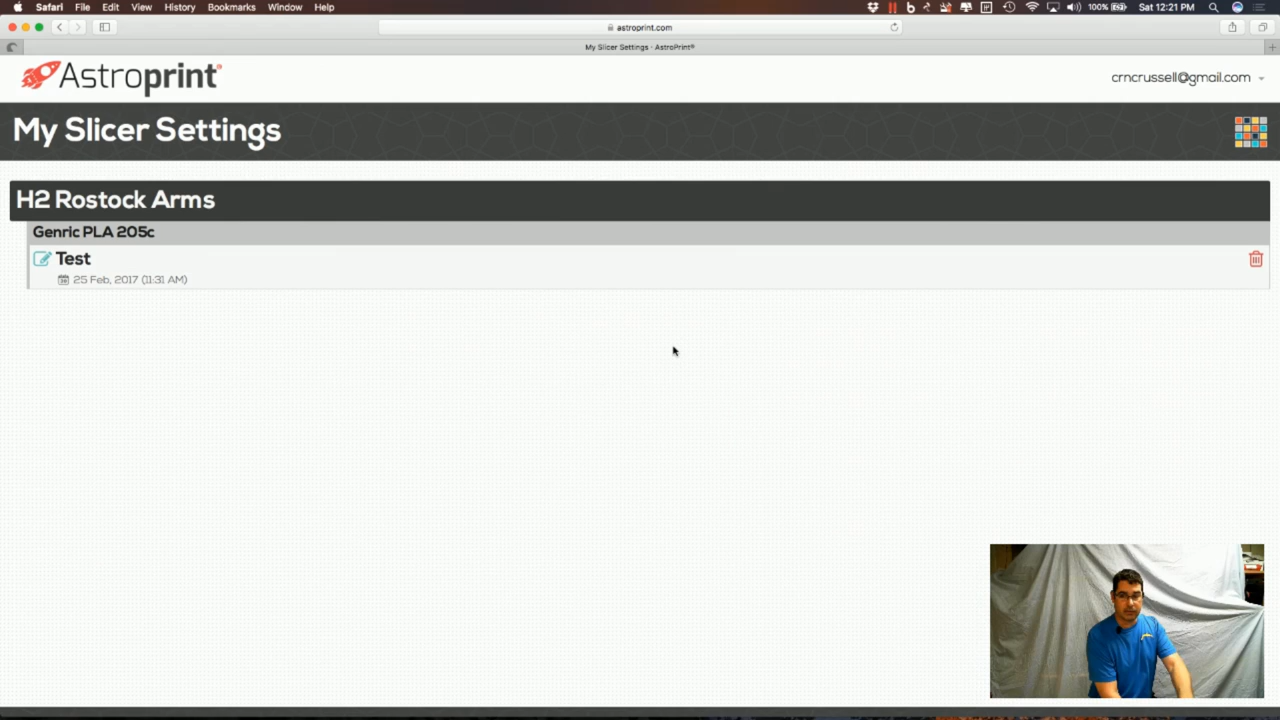 Safari File Edit View History Bookmarks Window Help 100% Sat 12:21 PM
astroprint.com
My Slicer Settings - AstroPrint®
Astroprint® crncrussell@gmail.com
My Slicer Settings
H2 Rostock Arms
Genric PLA 205c
Test
25 Feb, 2017 (11:31 AM)